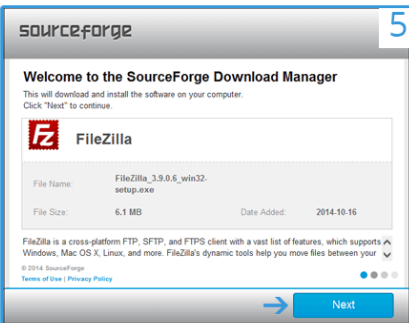 sourceforge
5
Welcome to the SourceForge Download Manager
This will download and install the software on your computer.
Click "Next" to continue.
Fz FileZilla
File Name: FileZilla_3.9.0.6_win32-
setup.exe
File Size: 6.1 MB Date Added: 2014-10-16
FileZilla is a cross-platform FTP, SFTP, and FTPS client with a vast list of features, which supports
Windows, Mac OS X, Linux, and more. FileZilla's dynamic tools help you move files between your
© 2014 SourceForge
Terms of Use | Privacy Policy
Next